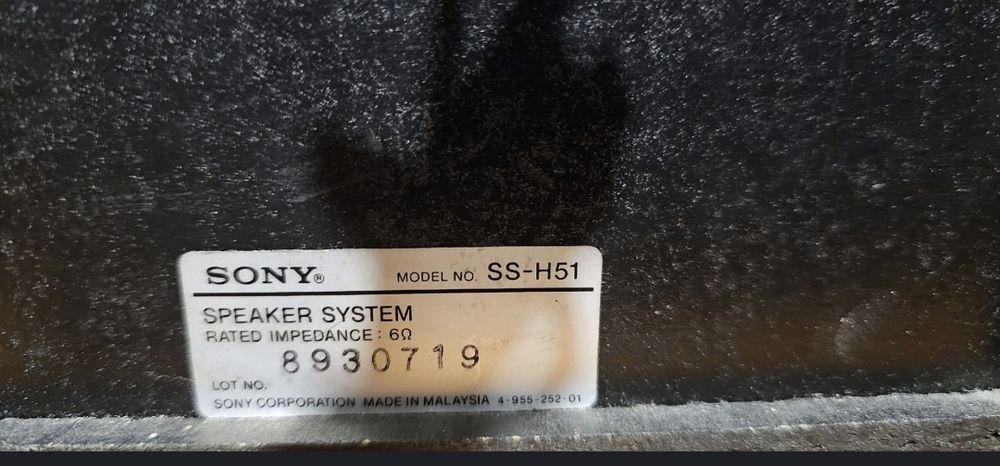 SONY® MODEL NO. SS-H51
SPEAKER SYSTEM
RATED IMPEDANCE: 6Ω
8930719
LOT NO.
SONY CORPORATION MADE IN MALAYSIA 4-955-252-01